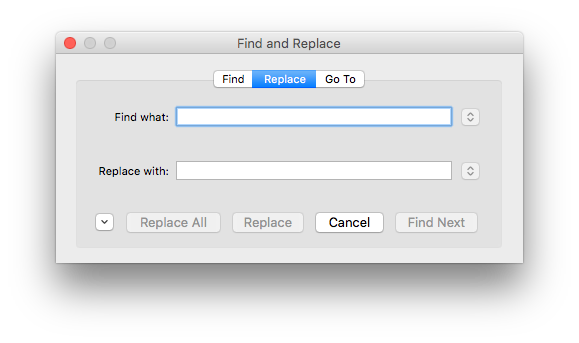 Find and Replace
Find Replace Go To
Find what:
Replace with:
Replace All Replace Cancel Find Next